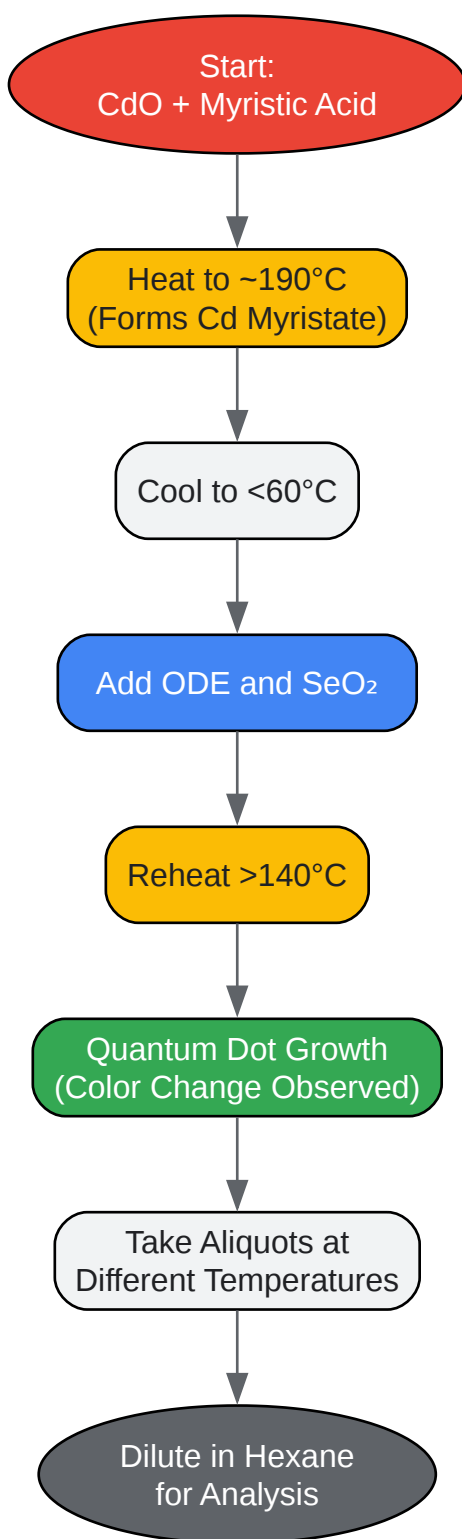 Start:
CdO + Myristic Acid
Heat to ~190°C
(Forms Cd Myristate)
Cool to <60°C
Add ODE and SeO₂
Reheat >140°C
Quantum Dot Growth
(Color Change Observed)
Take Aliquots at
Different Temperatures
Dilute in Hexane
for Analysis